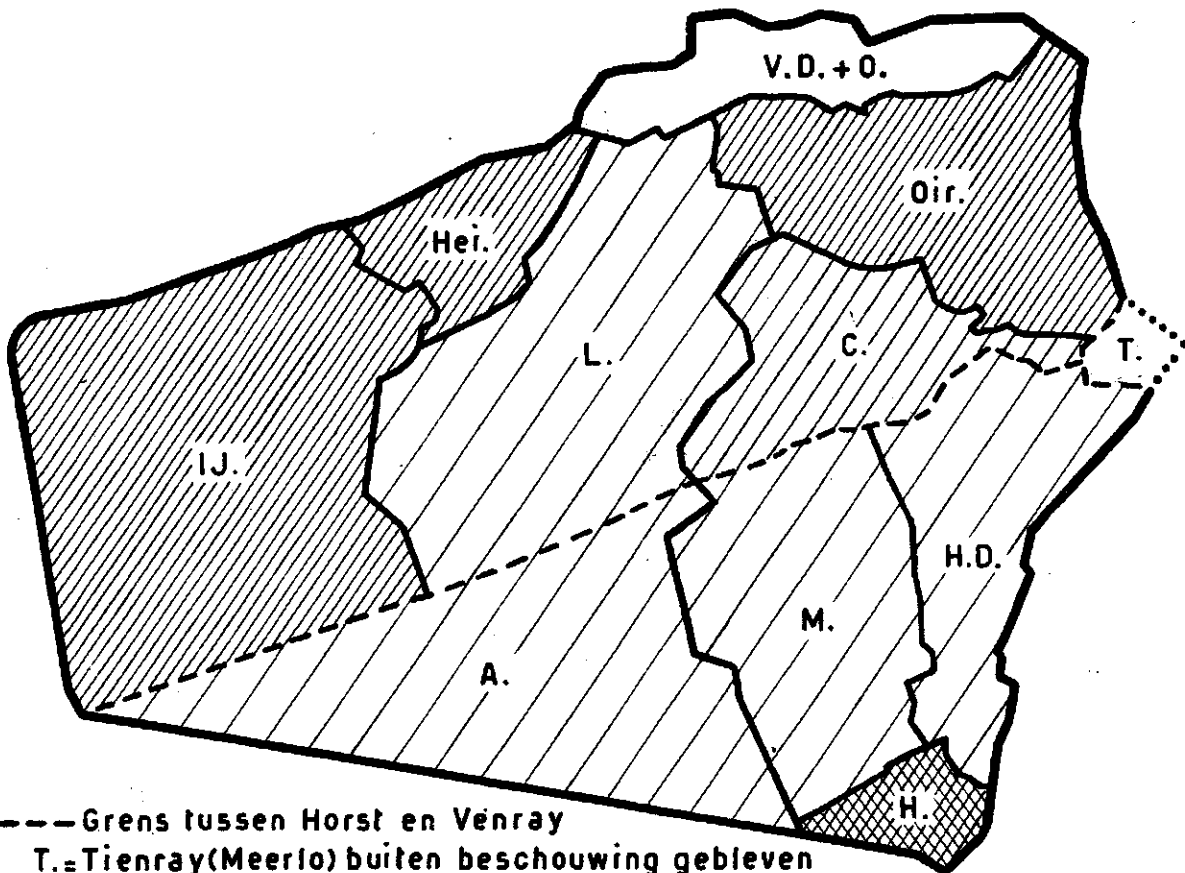 V.D. + O.
Oir.
Hei.
T.
C.
L.
IJ.
H.D.
M.
A.
H.
--- Grens tussen Horst en Venray
T.=Tienray(Meerlo) buiten beschouwing gebleven